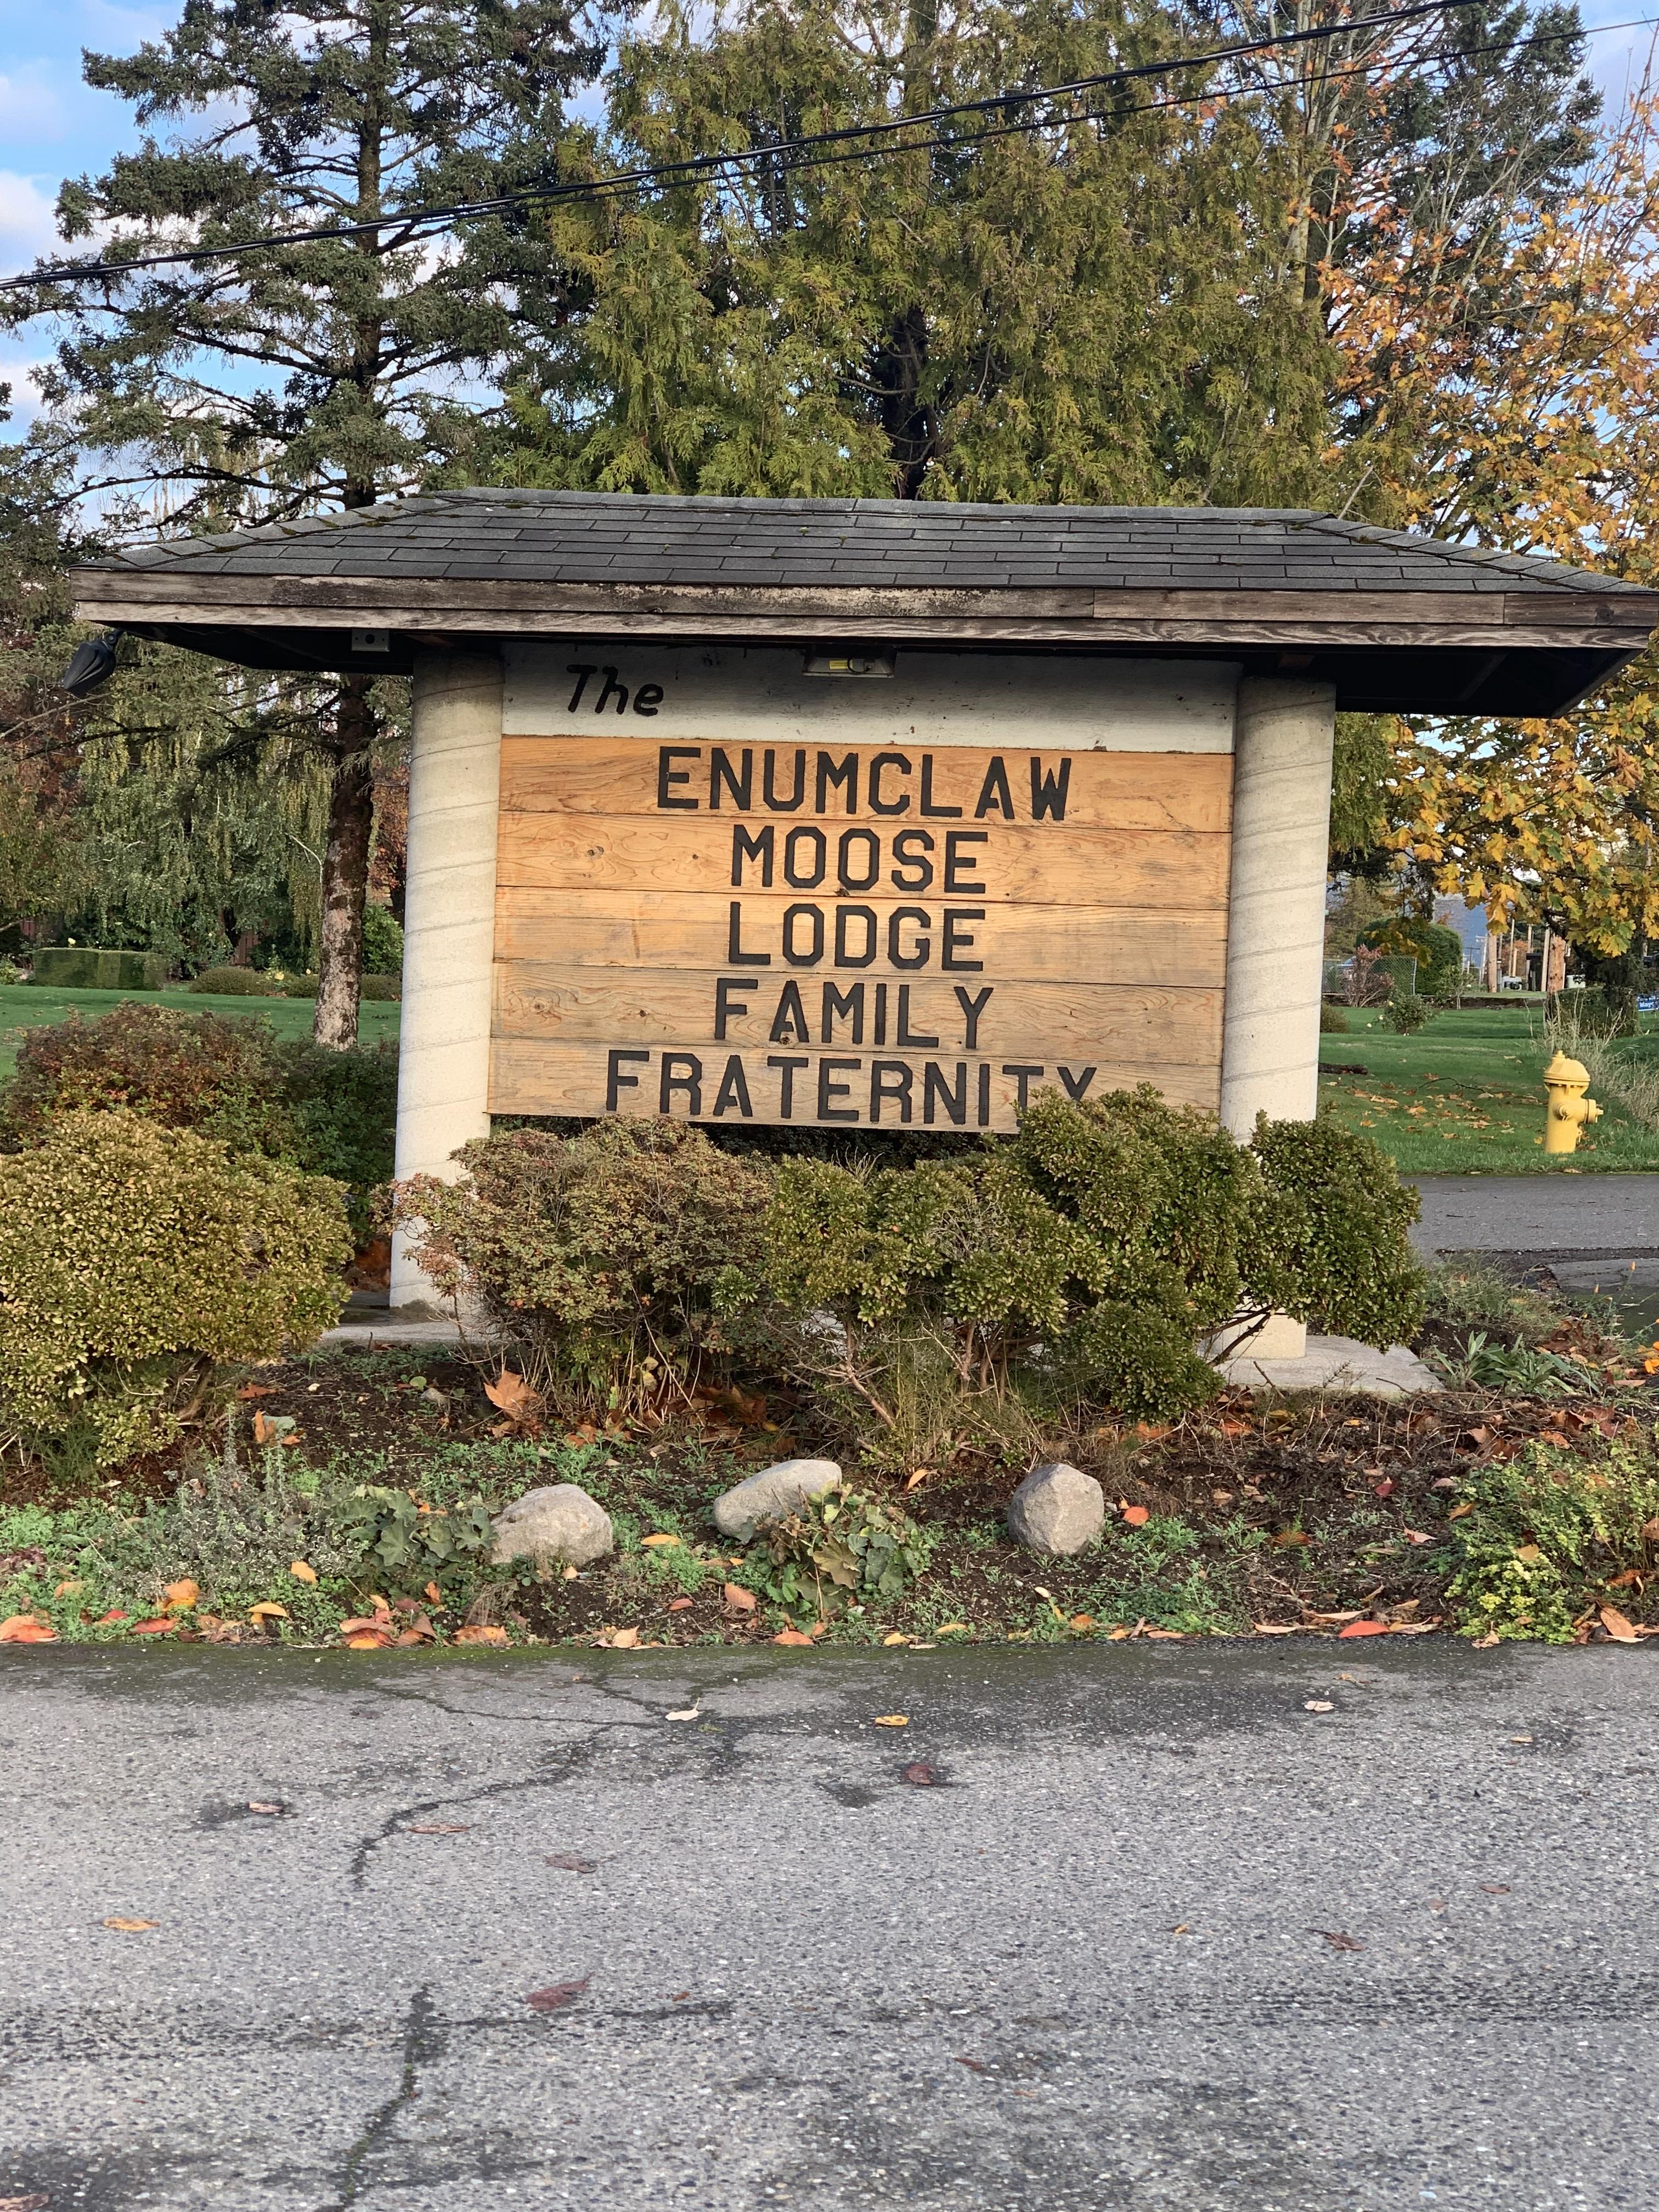 The
ENUMCLAW
MOOSE
LODGE
FAMILY
FRATERNITY